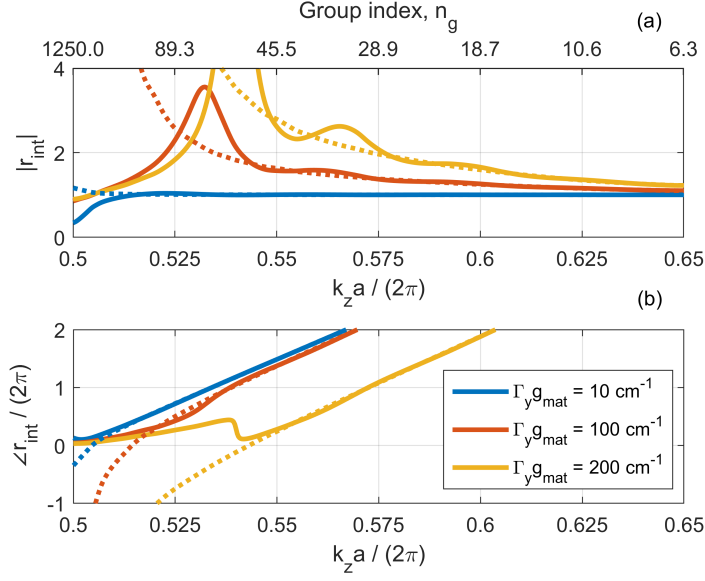 Group index, n_g
(a)
1250.0 89.3 45.5 28.9 18.7 10.6 6.3
4
|r_int|
2
0
0.5 0.525 0.55 0.575 0.6 0.625 0.65
k_z a / (2π)
(b)
2
∠r_int / (2π)
1
0
-1
Γ_y g_mat = 10 cm⁻¹
Γ_y g_mat = 100 cm⁻¹
Γ_y g_mat = 200 cm⁻¹
0.5 0.525 0.55 0.575 0.6 0.625 0.65
k_z a / (2π)